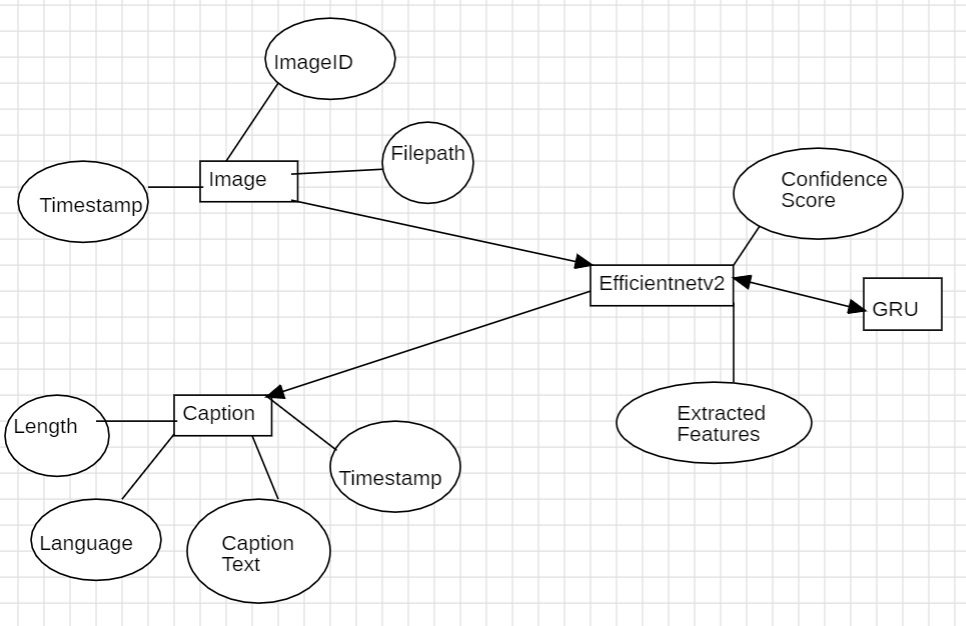 ImageID
Filepath
Image
Timestamp
Confidence
Score
Efficientnetv2
GRU
Caption
Length
Extracted
Features
Timestamp
Language
Caption
Text